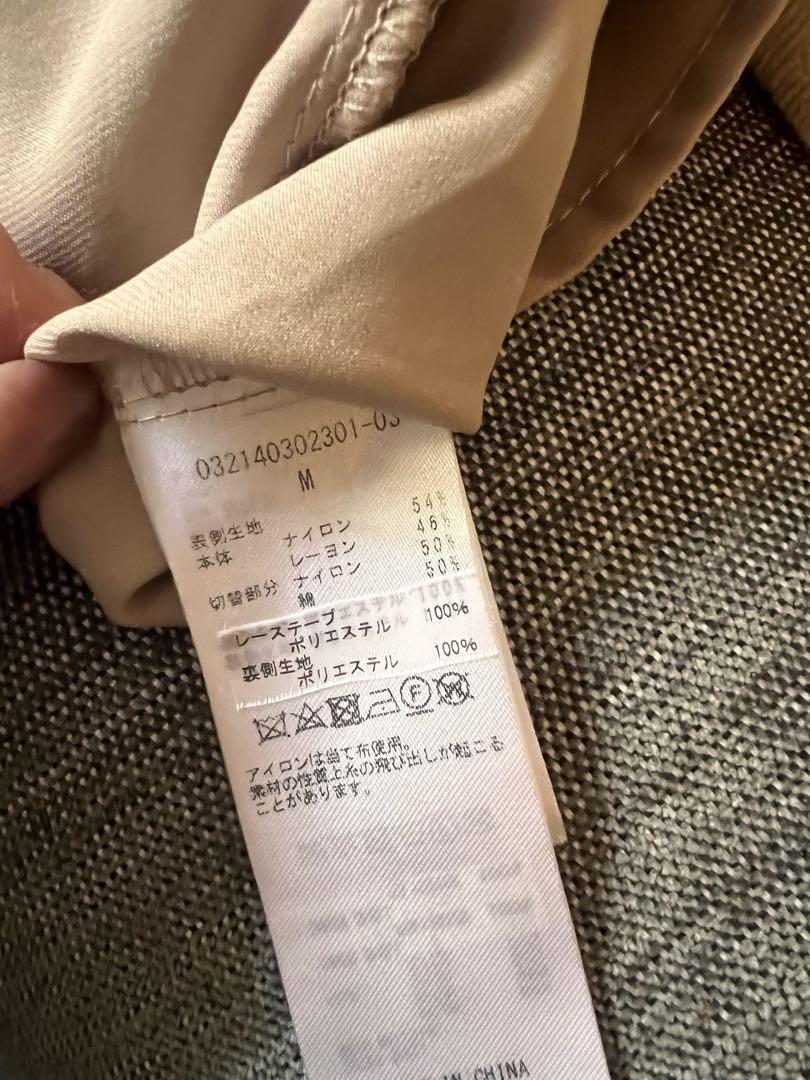 032140302301-03
M
表側生地
本体 ナイロン 54%
レーヨン 46%
切替部分 ナイロン 50%
綿 50%
レーステープ
ポリエステル 100%
裏側生地
ポリエステル 100%
F W
アイロンは当て布使用。
素材の性質上糸の飛び出しが起こる
ことがあります。
IN CHINA